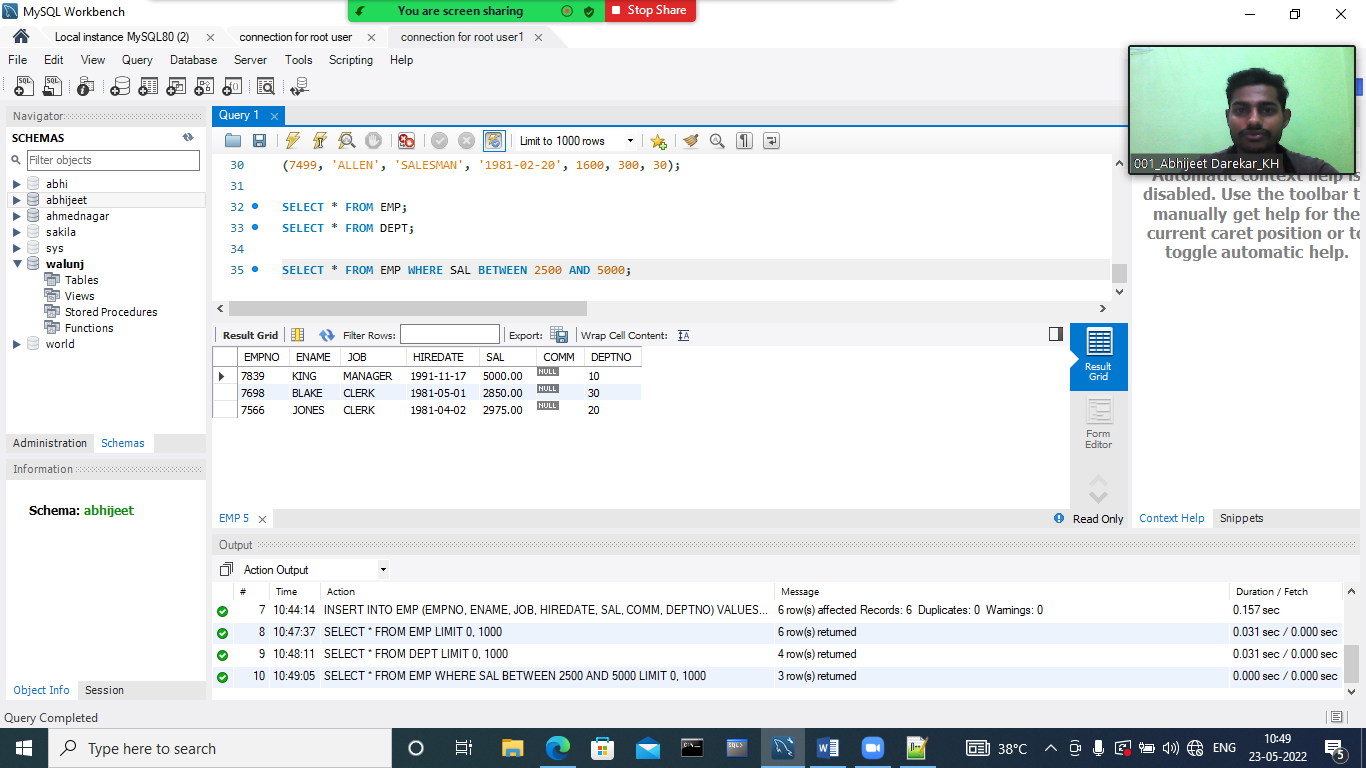 MySQL Workbench
You are screen sharing
Stop Share
Local instance MySQL80 (2)
connection for root user
connection for root user1
File Edit View Query Database Server Tools Scripting Help
Navigator
SCHEMAS
Filter objects
abhi
abhijeet
ahmednagar
sakila
sys
walunj
Tables
Views
Stored Procedures
Functions
world
Administration Schemas
Information
Schema: abhijeet
Object Info Session
Query Completed
Query 1
Limit to 1000 rows
30 (7499, 'ALLEN', 'SALESMAN', '1981-02-20', 1600, 300, 30);
31
32 SELECT * FROM EMP;
33 SELECT * FROM DEPT;
34
35 SELECT * FROM EMP WHERE SAL BETWEEN 2500 AND 5000;
Result Grid Filter Rows: Export: Wrap Cell Content:
EMPNO ENAME JOB HIREDATE SAL COMM DEPTNO
7839 KING MANAGER 1991-11-17 5000.00 NULL 10
7698 BLAKE CLERK 1981-05-01 2850.00 NULL 30
7566 JONES CLERK 1981-04-02 2975.00 NULL 20
Result
Grid
Form
Editor
EMP 5
Read Only
001_Abhijeet Darekar_KH
Automatic context help is
disabled. Use the toolbar t
manually get help for the
current caret position or to
toggle automatic help.
Context Help Snippets
Output
Action Output
# Time Action Message Duration / Fetch
7 10:44:14 INSERT INTO EMP (EMPNO, ENAME, JOB, HIREDATE, SAL, COMM, DEPTNO) VALUES... 6 row(s) affected Records: 6 Duplicates: 0 Warnings: 0 0.157 sec
8 10:47:37 SELECT * FROM EMP LIMIT 0, 1000 6 row(s) returned 0.031 sec / 0.000 sec
9 10:48:11 SELECT * FROM DEPT LIMIT 0, 1000 4 row(s) returned 0.031 sec / 0.000 sec
10 10:49:05 SELECT * FROM EMP WHERE SAL BETWEEN 2500 AND 5000 LIMIT 0, 1000 3 row(s) returned 0.000 sec / 0.000 sec
Type here to search
38°C
ENG
10:49
23-05-2022
5